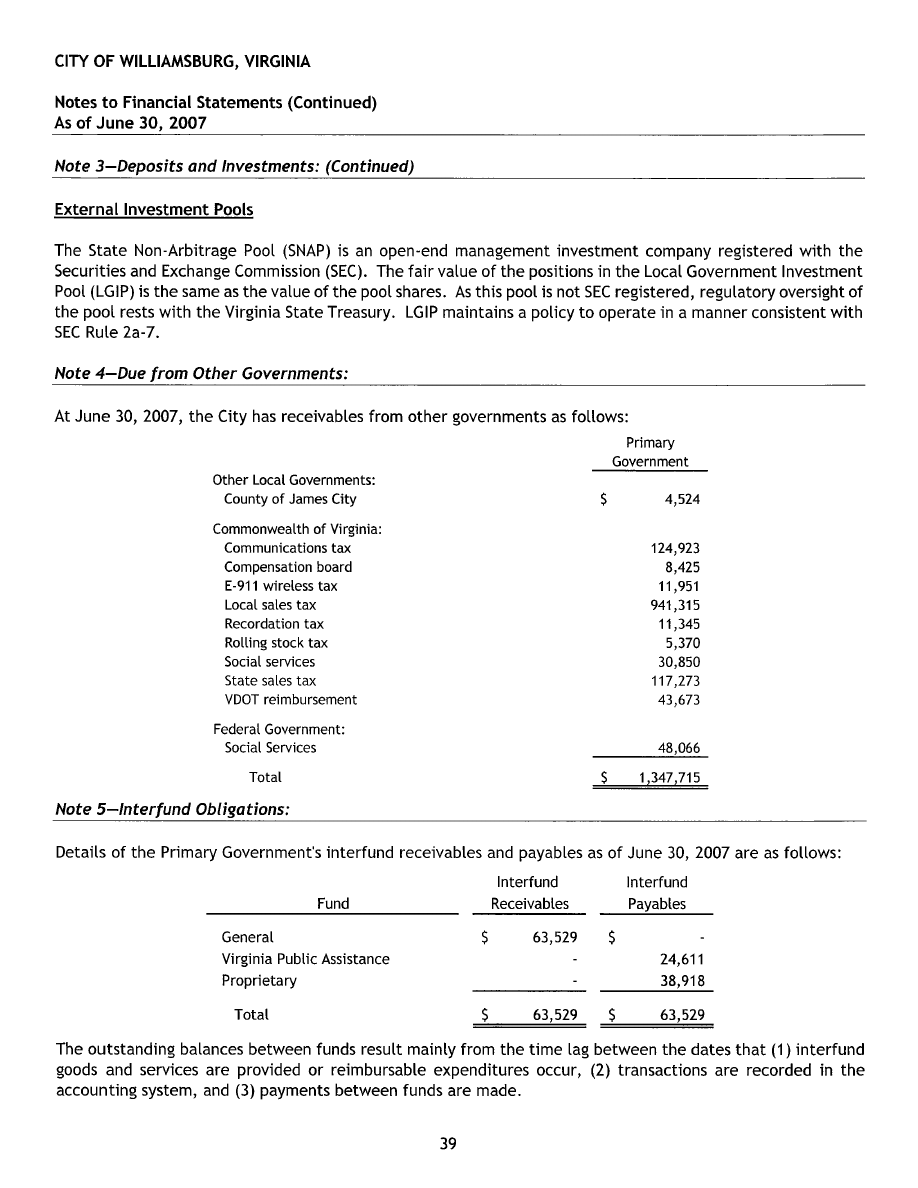 CITY OF WILLIAMSBURG, VIRGINIA
Notes to Financial Statements (Continued)
As of June 30, 2007
Note 3—Deposits and Investments: (Continued)
External Investment Pools
The State Non-Arbitrage Pool (SNAP) is an open-end management investment company registered with the
Securities and Exchange Commission (SEC). The fair value of the positions in the Local Government Investment
Pool (LGIP) is the same as the value of the pool shares. As this pool is not SEC registered, regulatory oversight of
the pool rests with the Virginia State Treasury. LGIP maintains a policy to operate in a manner consistent with
SEC Rule 2a-7.
Note 4—Due from Other Governments:
At June 30, 2007, the City has receivables from other governments as follows:
Primary
Government
Other Local Governments:
County of James City $ 4,524
Commonwealth of Virginia:
Communications tax 124,923
Compensation board 8,425
E-911 wireless tax 11,951
Local sales tax 941,315
Recordation tax 11,345
Rolling stock tax 5,370
Social services 30,850
State sales tax 117,273
VDOT reimbursement 43,673
Federal Government:
Social Services 48,066
Total $ 1,347,715
Note 5—Interfund Obligations:
Details of the Primary Government's interfund receivables and payables as of June 30, 2007 are as follows:
Interfund Interfund
Fund Receivables Payables
General $ 63,529 $ -
Virginia Public Assistance - 24,611
Proprietary - 38,918
Total $ 63,529 $ 63,529
The outstanding balances between funds result mainly from the time lag between the dates that (1) interfund
goods and services are provided or reimbursable expenditures occur, (2) transactions are recorded in the
accounting system, and (3) payments between funds are made.
39